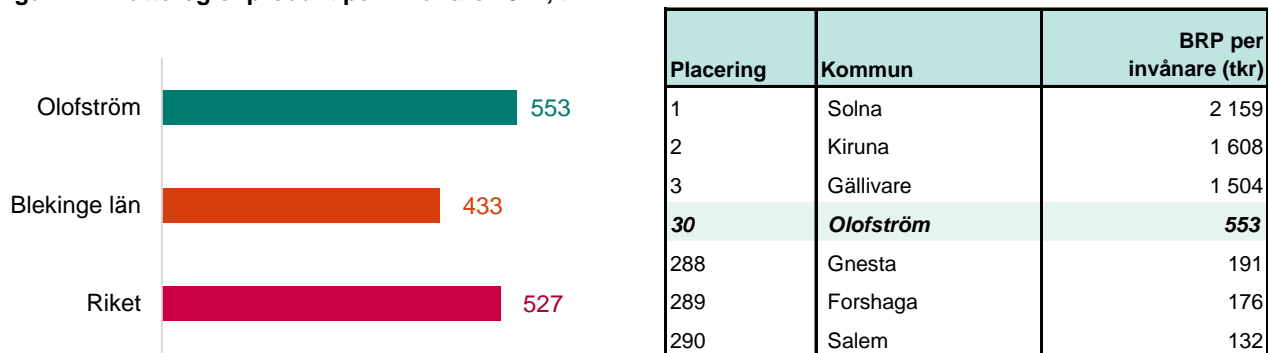 Olofström 553
Blekinge län 433
Riket 527
Placering Kommun BRP per invånare (tkr)
1 Solna 2 159
2 Kiruna 1 608
3 Gällivare 1 504
30 Olofström 553
288 Gnesta 191
289 Forshaga 176
290 Salem 132